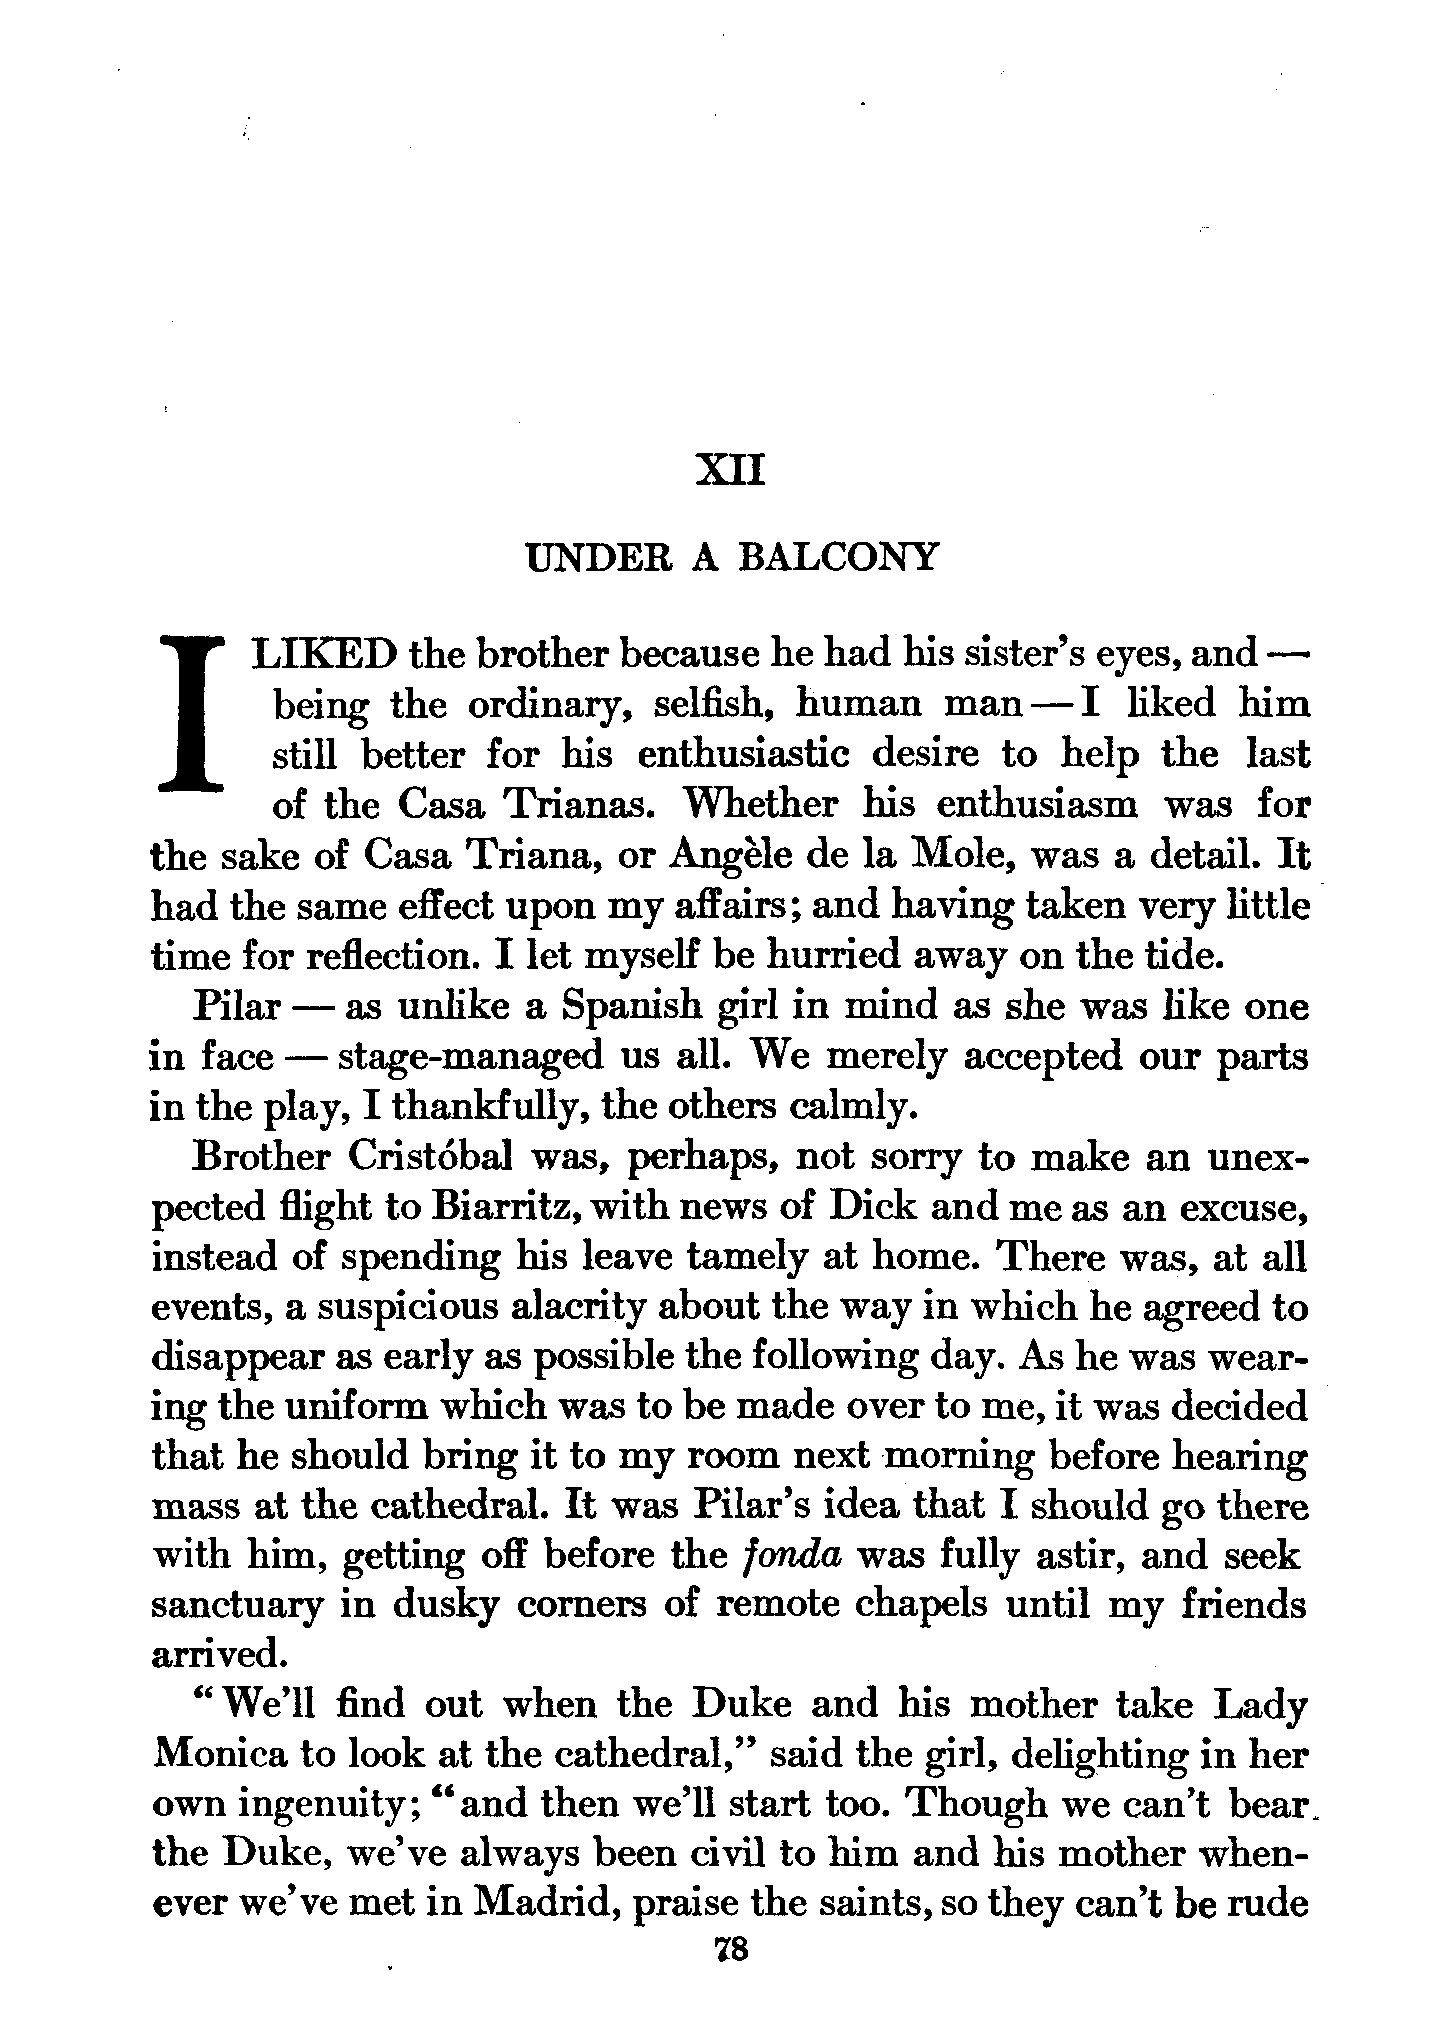 XII
UNDER A BALCONY
I LIKED the brother because he had his sister's eyes, and —
being the ordinary, selfish, human man — I liked him
still better for his enthusiastic desire to help the last
of the Casa Trianas. Whether his enthusiasm was for
the sake of Casa Triana, or Angèle de la Mole, was a detail. It
had the same effect upon my affairs; and having taken very little
time for reflection. I let myself be hurried away on the tide.
Pilar — as unlike a Spanish girl in mind as she was like one
in face — stage-managed us all. We merely accepted our parts
in the play, I thankfully, the others calmly.
Brother Cristóbal was, perhaps, not sorry to make an unex-
pected flight to Biarritz, with news of Dick and me as an excuse,
instead of spending his leave tamely at home. There was, at all
events, a suspicious alacrity about the way in which he agreed to
disappear as early as possible the following day. As he was wear-
ing the uniform which was to be made over to me, it was decided
that he should bring it to my room next morning before hearing
mass at the cathedral. It was Pilar's idea that I should go there
with him, getting off before the fonda was fully astir, and seek
sanctuary in dusky corners of remote chapels until my friends
arrived.
"We'll find out when the Duke and his mother take Lady
Monica to look at the cathedral," said the girl, delighting in her
own ingenuity; "and then we'll start too. Though we can't bear
the Duke, we've always been civil to him and his mother when-
ever we've met in Madrid, praise the saints, so they can't be rude
78